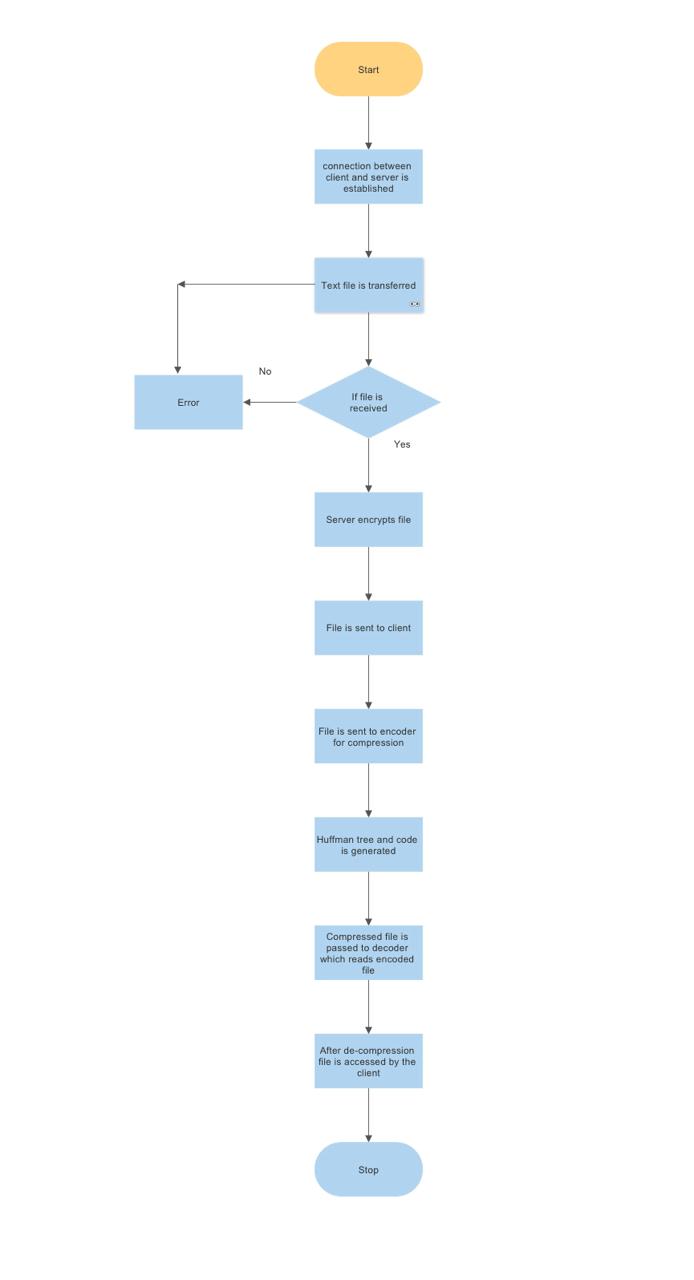 Start
connection between
client and server is
established
Text file is transferred
No
If file is
received
Error
Yes
Server encrypts file
File is sent to client
File is sent to encoder
for compression
Huffman tree and code
is generated
Compressed file is
passed to decoder
which reads encoded
file
After de-compression
file is accessed by the
client
Stop